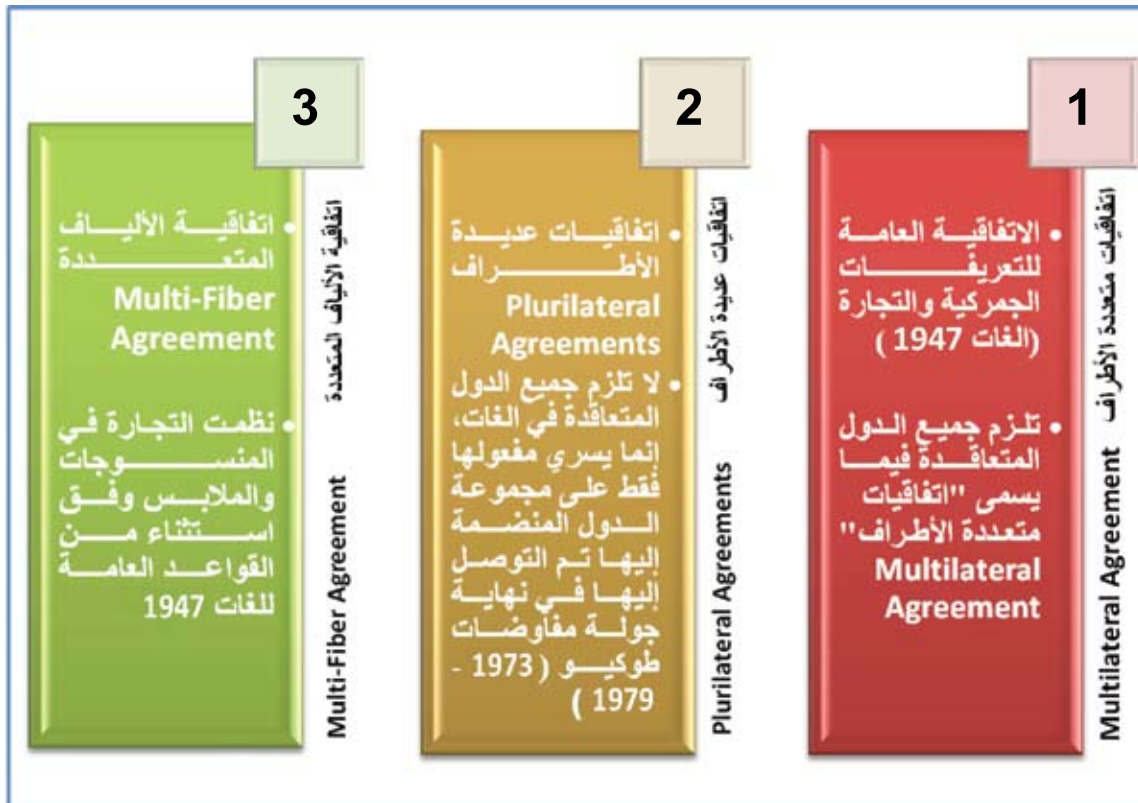 1
اتفاقيات متعددة الأطراف Multilateral Agreement
• الاتفاقية العامة
للتعريفات
الجمركية والتجارة
(الغات 1947 )
• تلزم جميع الدول
المتعاقدة فيما
يسمى "اتفاقيات
متعددة الأطراف"
Multilateral
Agreement
2
اتفاقيات عديدة الأطراف Plurilateral Agreements
• اتفاقيات عديدة
الأطراف
Plurilateral
Agreements
• لا تلزم جميع الدول
المتعاقدة في الغات،
إنما يسري مفعولها
فقط على مجموعة
الدول المنضمة
إليها تم التوصل
إليها في نهاية
جولة مفاوضات
طوكيو ( 1973 -
1979 )
3
اتفاقية الألياف المتعددة Multi-Fiber Agreement
• اتفاقية الألياف
المتعددة
Multi-Fiber
Agreement
• نظمت التجارة في
المنسوجات
والملابس وفق
استثناء من
القواعد العامة
للغات 1947